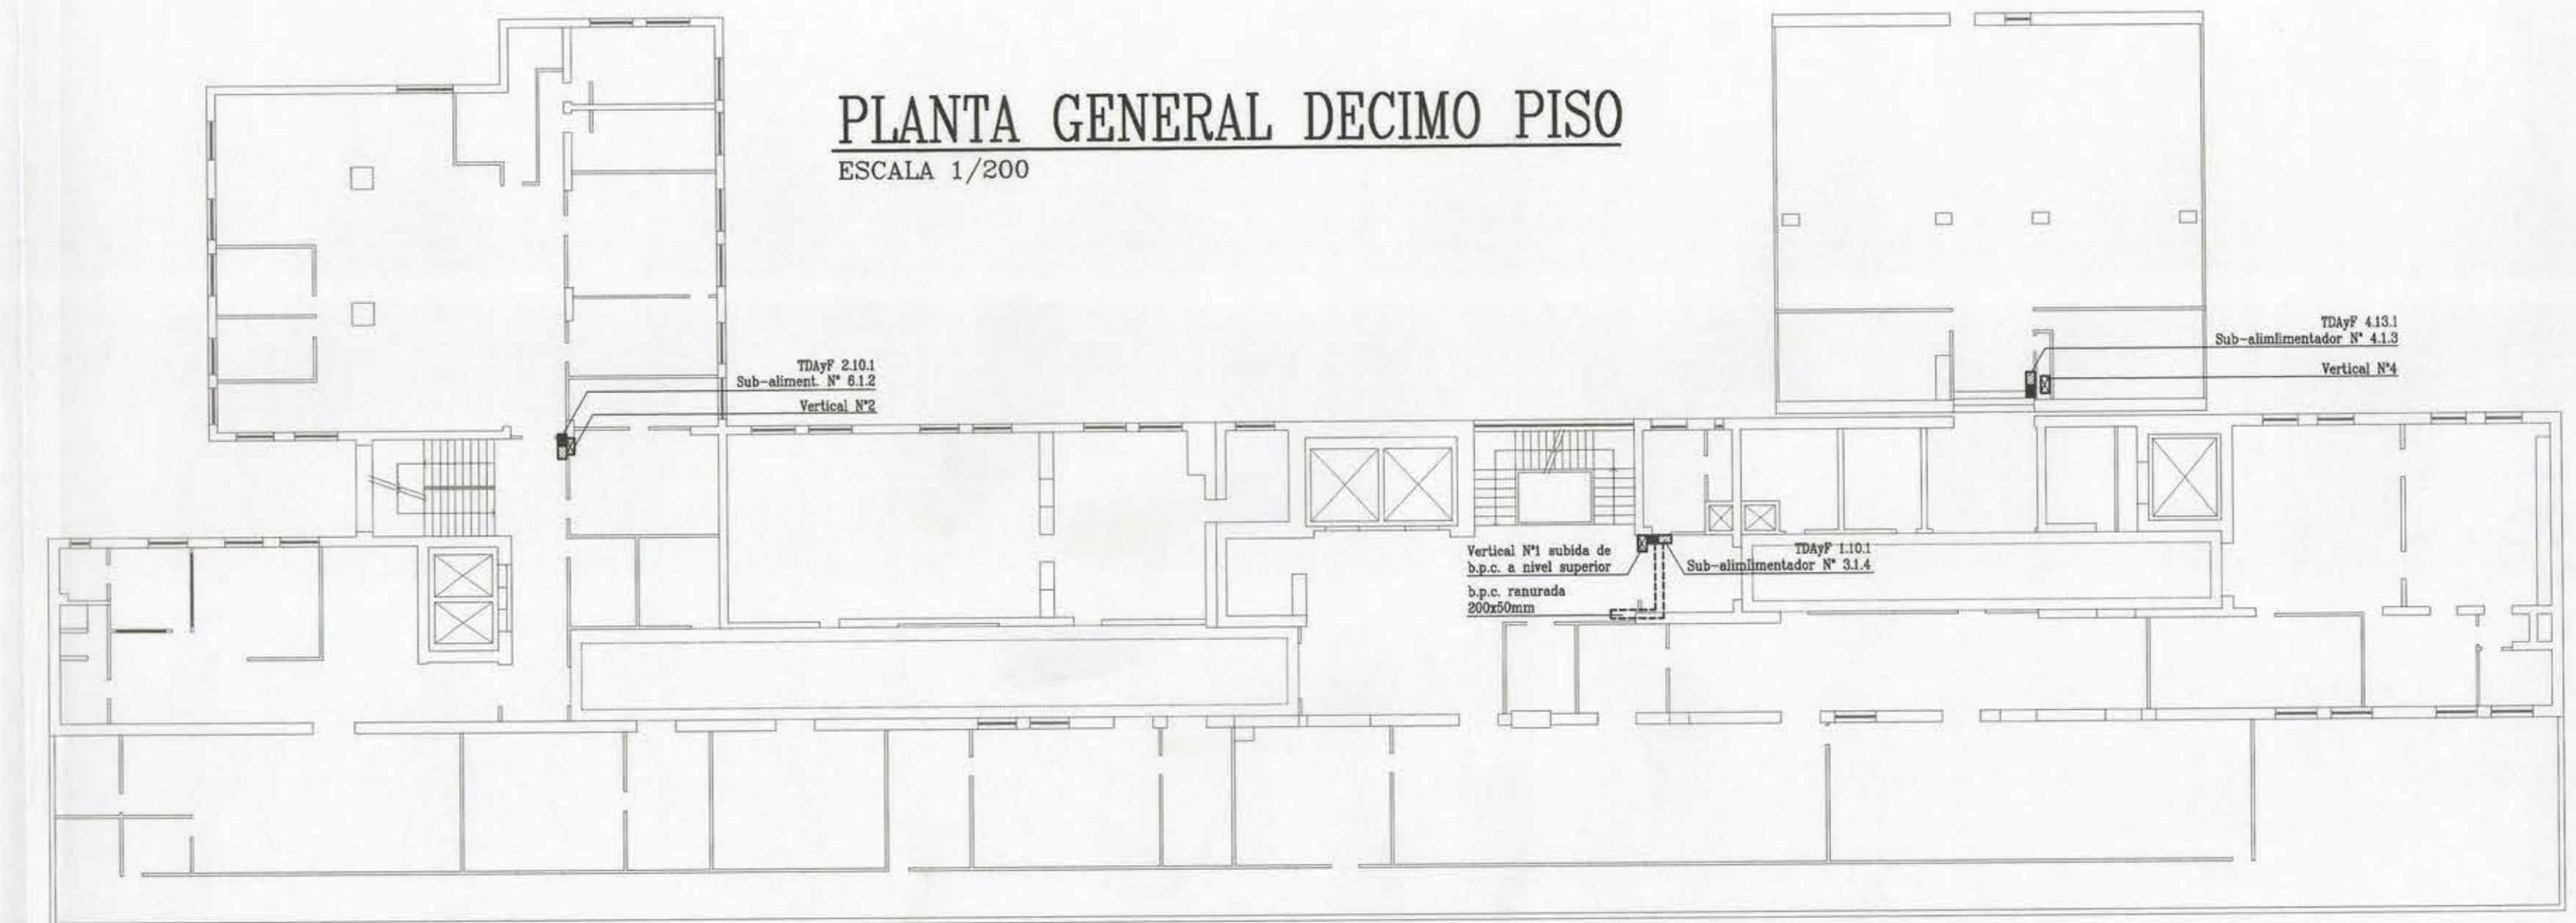 PLANTA GENERAL DECIMO PISO
ESCALA 1/200
TDAyF 2.10.1
Sub-aliment. N° 6.1.2
Vertical N°2
TDAyF 4.13.1
Sub-alimlimentador N° 4.1.3
Vertical N°4
Vertical N°1 subida de
b.p.c. a nivel superior
b.p.c. ranurada
200x50mm
TDAyF 1.10.1
Sub-alimlimentador N° 3.1.4